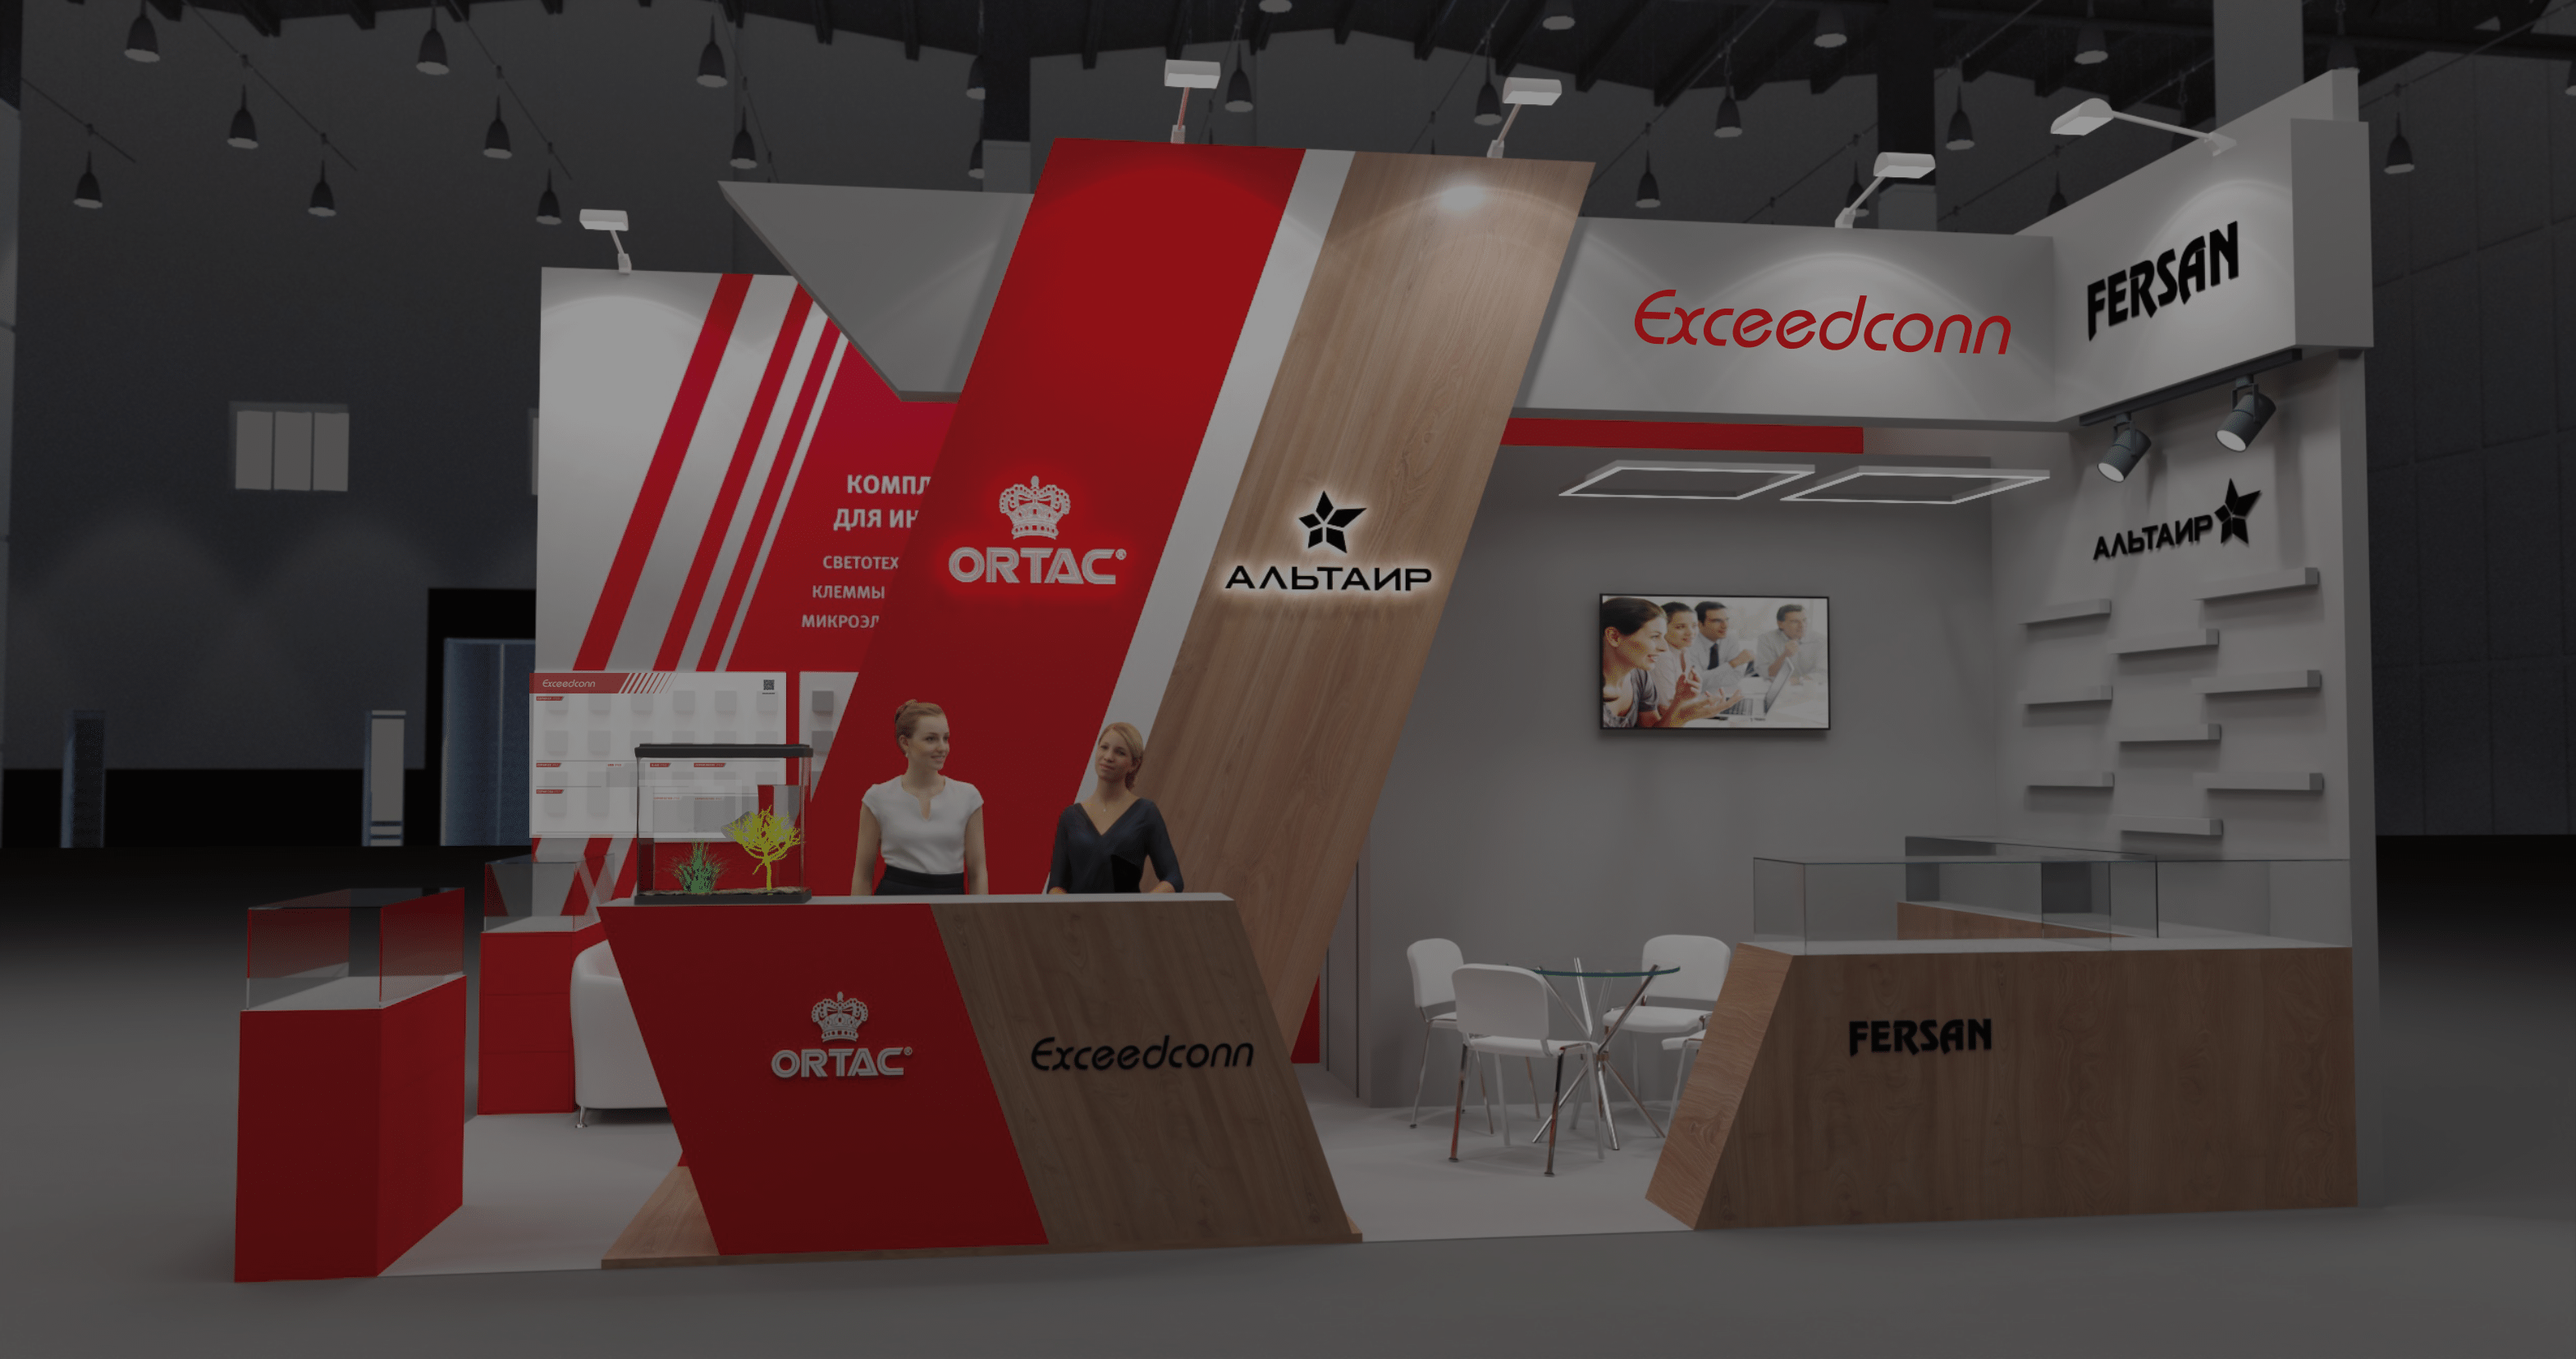 КОМПЛ
ДЛЯ ИН
СВЕТОТЕХ
КЛЕММЫ
МИКРОЭЛ
ORTAC®
АЛЬТАИР
Exceedconn
FERSAN
АЛЬТАИР
Exceedconn
ORTAC®
Exceedconn
FERSAN